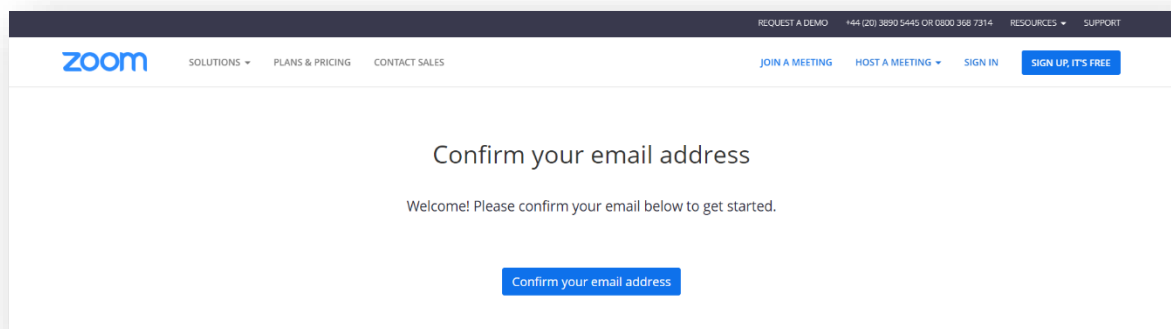 REQUEST A DEMO +44 (20) 3890 5445 OR 0800 368 7314 RESOURCES SUPPORT
zoom SOLUTIONS PLANS & PRICING CONTACT SALES JOIN A MEETING HOST A MEETING SIGN IN SIGN UP, IT'S FREE
Confirm your email address
Welcome! Please confirm your email below to get started.
Confirm your email address